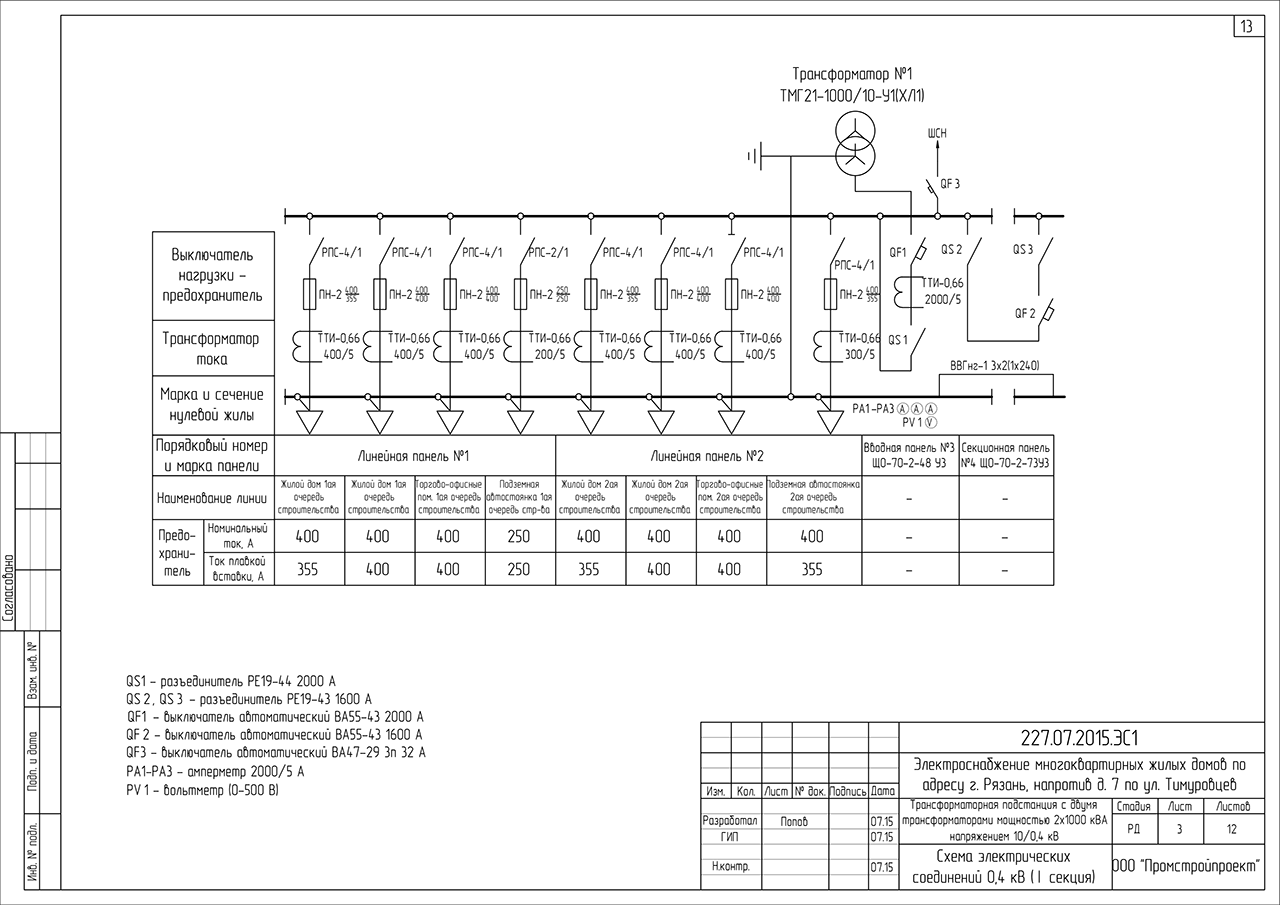 13
Трансформатор №1
ТМГ21-1000/10-У1(ХЛ1)
ШСН
QF 3
Выключатель
нагрузки -
предохранитель
РПС-4/1 РПС-4/1 РПС-4/1 РПС-2/1 РПС-4/1 РПС-4/1 РПС-4/1 РПС-4/1
QF1 QS 2 QS 3
ПН-2 400/355 ПН-2 400/400 ПН-2 400/400 ПН-2 250/250 ПН-2 400/355 ПН-2 400/400 ПН-2 400/400 ПН-2 400/355
ТТИ-0,66
2000/5
QF 2
QS 1
Трансформатор
тока
ТТИ-0,66 ТТИ-0,66 ТТИ-0,66 ТТИ-0,66 ТТИ-0,66 ТТИ-0,66 ТТИ-0,66 ТТИ-0,66
400/5 400/5 400/5 200/5 400/5 400/5 400/5 300/5
ВВГнг-1 3х2(1х240)
Марка и сечение
нулевой жилы
РА1-РА3 A A A
PV 1 V
Порядковый номер
и марка панели
Линейная панель №1
Линейная панель №2
Вводная панель №3
ЩО-70-2-48 У3
Секционная панель
№4 ЩО-70-2-73У3
Наименование линии
Жилой дом 1ая
очередь
строительства
Жилой дом 1ая
очередь
строительства
Торгово-офисные
пом. 1ая очередь
строительства
Подземная
автостоянка 1ая
очередь стр-ва
Жилой дом 2ая
очередь
строительства
Жилой дом 2ая
очередь
строительства
Торгово-офисные
пом. 2ая очередь
строительства
Подземная автостоянка
2ая очередь
строительства
- -
Предо-
храни-
тель
Номинальный
ток, А
400 400 400 250 400 400 400 400 - -
Ток плавкой
вставки, А
355 400 400 250 355 400 400 355 - -
QS1 - разъединитель РЕ19-44 2000 А
QS 2, QS 3 - разъединитель РЕ19-43 1600 А
QF1 - выключатель автоматический ВА55-43 2000 А
QF 2 - выключатель автоматический ВА55-43 1600 А
QF3 - выключатель автоматический ВА47-29 3п 32 А
РА1-РА3 - амперметр 2000/5 А
PV 1 - вольтметр (0-500 В)
Согласовано
Взам. инв. №
Подп. и дата
Инв. № подл.
227.07.2015.ЭС1
Электроснабжение многоквартирных жилых домов по
адресу г. Рязань, напротив д. 7 по ул. Тимуровцев
Изм. Кол. Лист № док. Подпись Дата
Разработал Попов 07.15
ГИП 07.15
Н.контр. 07.15
Трансформаторная подстанция с двумя
трансформаторами мощностью 2х1000 кВА
напряжением 10/0,4 кВ
Стадия Лист Листов
РД 3 12
Схема электрических
соединений 0,4 кВ ( I секция)
ООО "Промстройпроект"